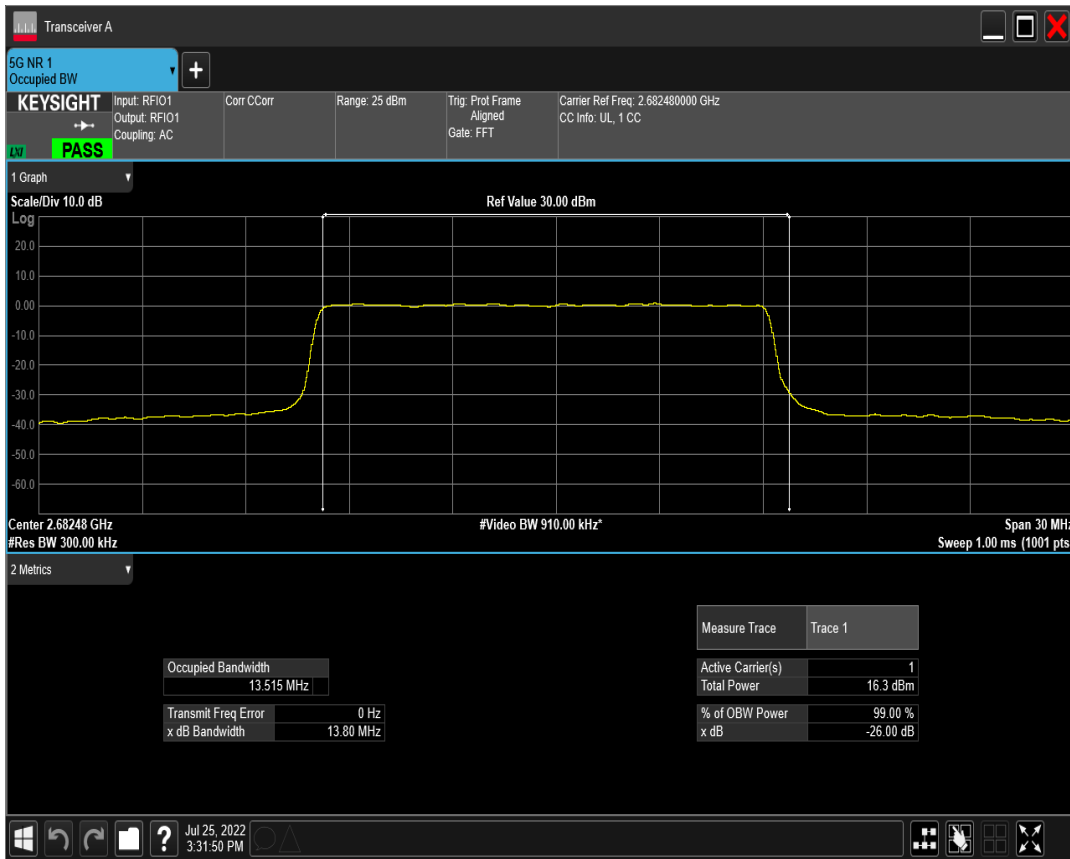 Transceiver A
5G NR 1
Occupied BW
KEYSIGHT
LXI
PASS
Input: RFIO1
Output: RFIO1
Coupling: AC
Corr CCorr
Range: 25 dBm
Trig: Prot Frame
Aligned
Gate: FFT
Carrier Ref Freq: 2.682480000 GHz
CC Info: UL, 1 CC
1 Graph
Scale/Div 10.0 dB
Ref Value 30.00 dBm
Log
20.0
10.0
0.00
-10.0
-20.0
-30.0
-40.0
-50.0
-60.0
Center 2.68248 GHz
#Video BW 910.00 kHz*
Span 30 MHz
#Res BW 300.00 kHz
Sweep 1.00 ms (1001 pts
2 Metrics
Measure Trace Trace 1
Occupied Bandwidth
13.515 MHz
Active Carrier(s) 1
Total Power 16.3 dBm
Transmit Freq Error 0 Hz
x dB Bandwidth 13.80 MHz
% of OBW Power 99.00 %
x dB -26.00 dB
?
Jul 25, 2022
3:31:50 PM